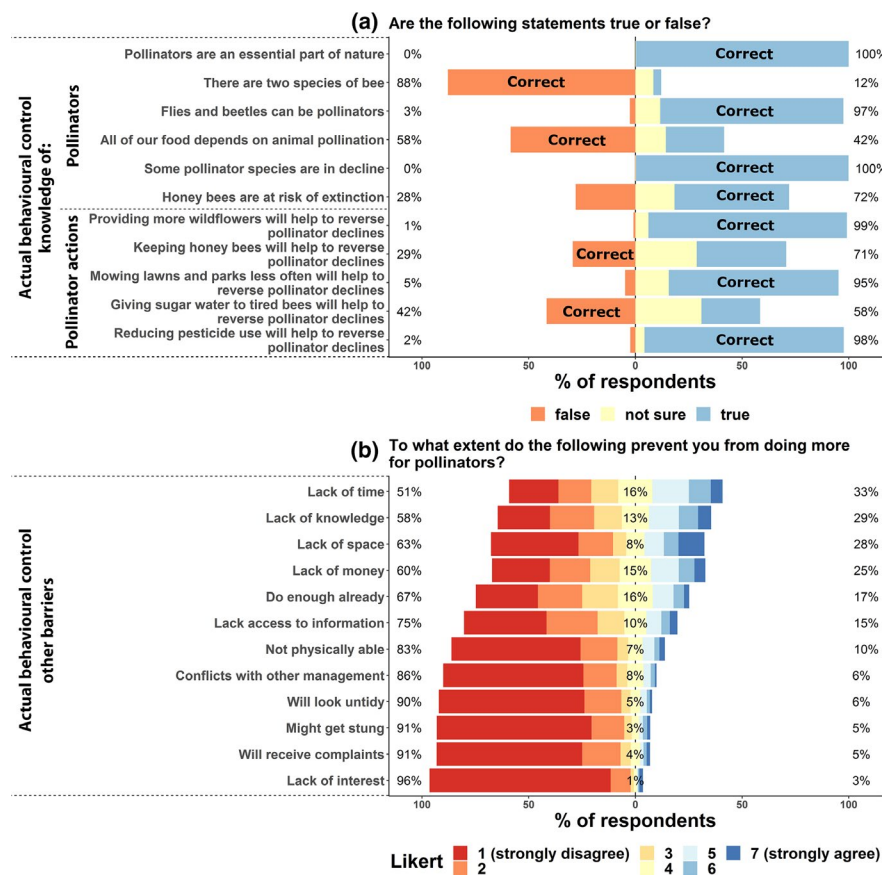 (a) Are the following statements true or false?
Actual behavioural control
knowledge of:
Pollinators
Pollinators are an essential part of nature 0% Correct 100%
There are two species of bee 88% Correct 12%
Flies and beetles can be pollinators 3% Correct 97%
All of our food depends on animal pollination 58% Correct 42%
Some pollinator species are in decline 0% Correct 100%
Honey bees are at risk of extinction 28% Correct 72%
Pollinator actions
Providing more wildflowers will help to reverse
pollinator declines 1% Correct 99%
Keeping honey bees will help to reverse
pollinator declines 29% Correct 71%
Mowing lawns and parks less often will help to
reverse pollinator declines 5% Correct 95%
Giving sugar water to tired bees will help to
reverse pollinator declines 42% Correct 58%
Reducing pesticide use will help to reverse
pollinator declines 2% Correct 98%
100 50 0 50 100
% of respondents
false not sure true
(b) To what extent do the following prevent you from doing more
for pollinators?
Actual behavioural control
other barriers
Lack of time 51% 16% 33%
Lack of knowledge 58% 13% 29%
Lack of space 63% 8% 28%
Lack of money 60% 15% 25%
Do enough already 67% 16% 17%
Lack access to information 75% 10% 15%
Not physically able 83% 7% 10%
Conflicts with other management 86% 8% 6%
Will look untidy 90% 5% 6%
Might get stung 91% 3% 5%
Will receive complaints 91% 4% 5%
Lack of interest 96% 1% 3%
100 50 0 50 100
% of respondents
Likert 1 (strongly disagree) 3 5 7 (strongly agree)
2 4 6